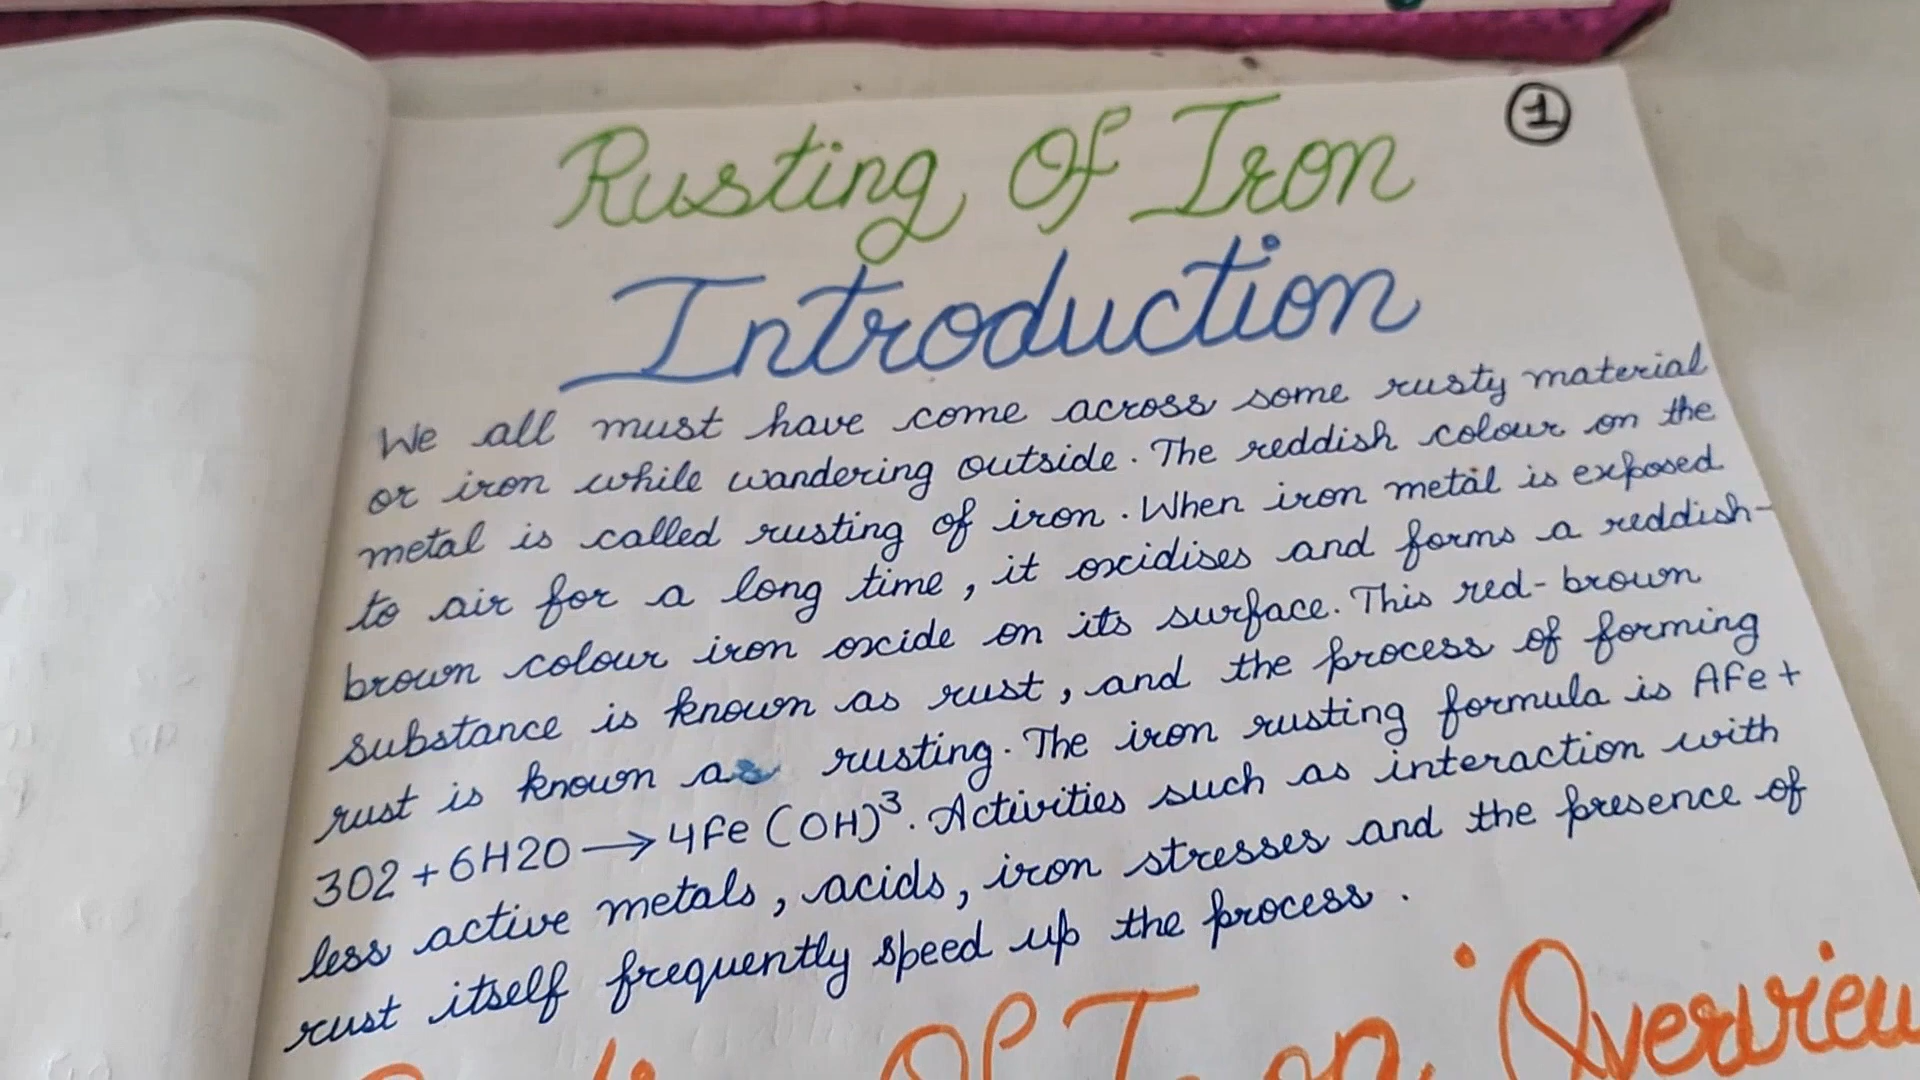 1
Rusting Of Iron
Introduction
We all must have come across some rusty material
or iron while wandering outside. The reddish colour on the
metal is called rusting of iron. When iron metal is exposed
to air for a long time, it oxidises and forms a reddish-
brown colour iron oxide on its surface. This red-brown
substance is known as rust, and the process of forming
rust is known as rusting. The iron rusting formula is AFe+
3O2+6H2O→4Fe(OH)³. Activities such as interaction with
less active metals, acids, iron stresses and the presence of
rust itself frequently speed up the process.
Of Iron: Overview